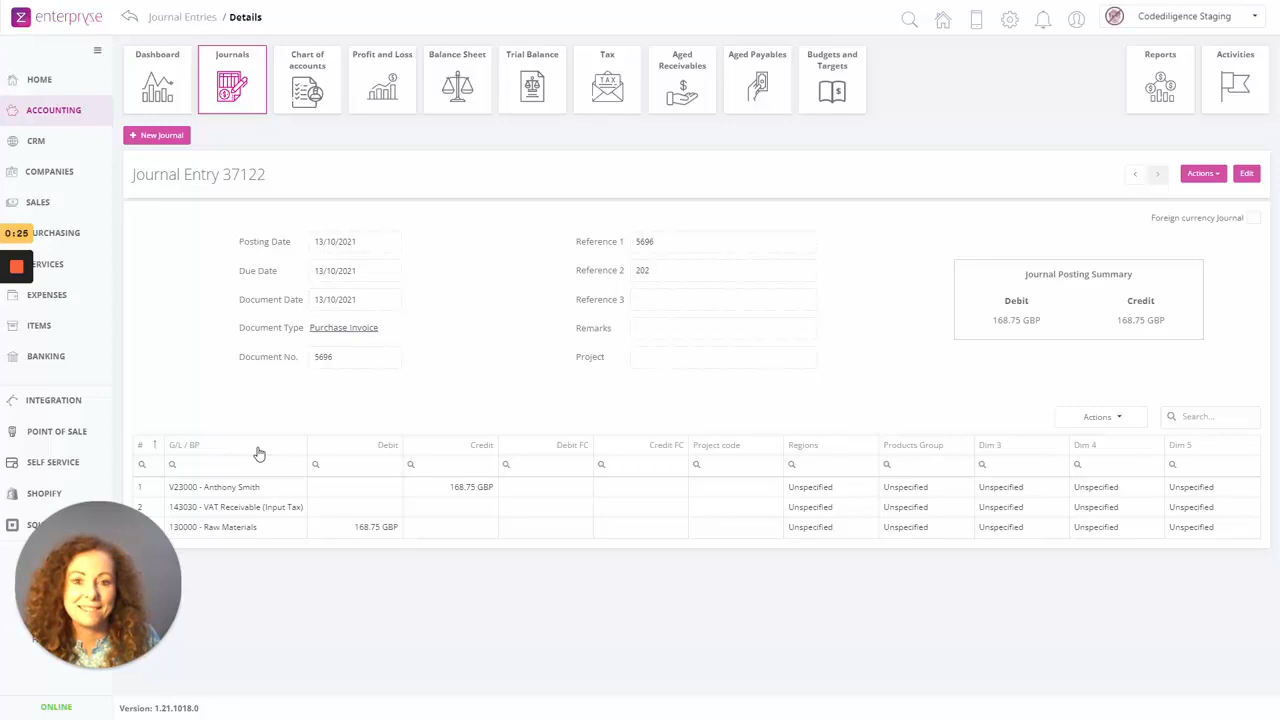 enterpryse
Journal Entries / Details
Codediligence Staging
Dashboard
Journals
Chart of accounts
Profit and Loss
Balance Sheet
Trial Balance
Tax
TAX
Aged Receivables
Aged Payables
Budgets and Targets
Reports
Activities
HOME
ACCOUNTING
CRM
COMPANIES
SALES
0:25
URCHASING
ERVICES
EXPENSES
ITEMS
BANKING
INTEGRATION
POINT OF SALE
SELF SERVICE
SHOPIFY
ONLINE
+ New Journal
Journal Entry 37122
Actions
Edit
Foreign currency Journal
Posting Date 13/10/2021
Due Date 13/10/2021
Document Date 13/10/2021
Document Type Purchase Invoice
Document No. 5696
Reference 1 5696
Reference 2 202
Reference 3
Remarks
Project
Journal Posting Summary
Debit Credit
168.75 GBP 168.75 GBP
Actions Search...
# G/L / BP Debit Credit Debit FC Credit FC Project code Regions Products Group Dim 3 Dim 4 Dim 5
1 V23000 - Anthony Smith 168.75 GBP Unspecified Unspecified Unspecified Unspecified Unspecified
2 143030 - VAT Receivable (Input Tax) Unspecified Unspecified Unspecified Unspecified Unspecified
130000 - Raw Materials 168.75 GBP Unspecified Unspecified Unspecified Unspecified Unspecified
Version: 1.21.1018.0